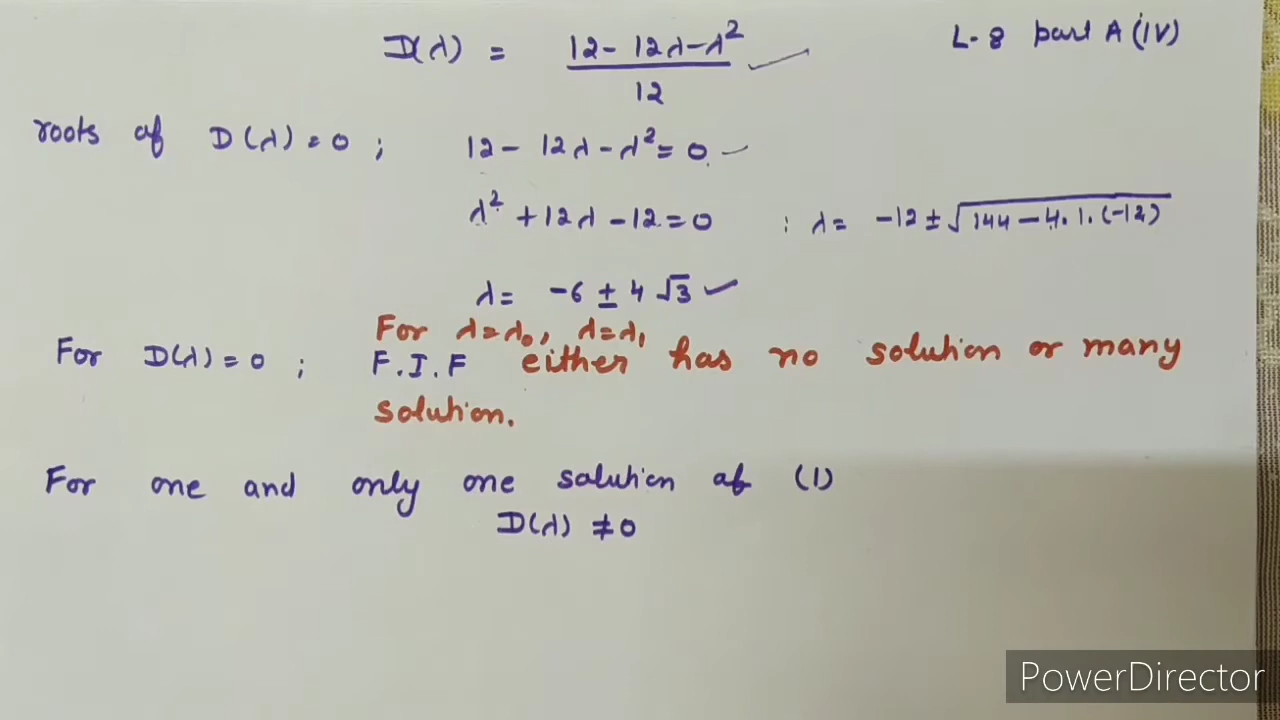 L-8 part A (IV)
D(λ) = 12 - 12λ - λ² / 12
roots of D(λ) = 0 ; 12 - 12λ - λ² = 0
λ² + 12λ - 12 = 0 ; λ = -12 ± √144 - 4.1.(-12)
λ = -6 ± 4 √3
For λ=λ₀, λ=λ₁
For D(λ) = 0 ; F.I.F either has no solution or many
solution.
For one and only one solution of (1)
D(λ) ≠ 0
PowerDirector